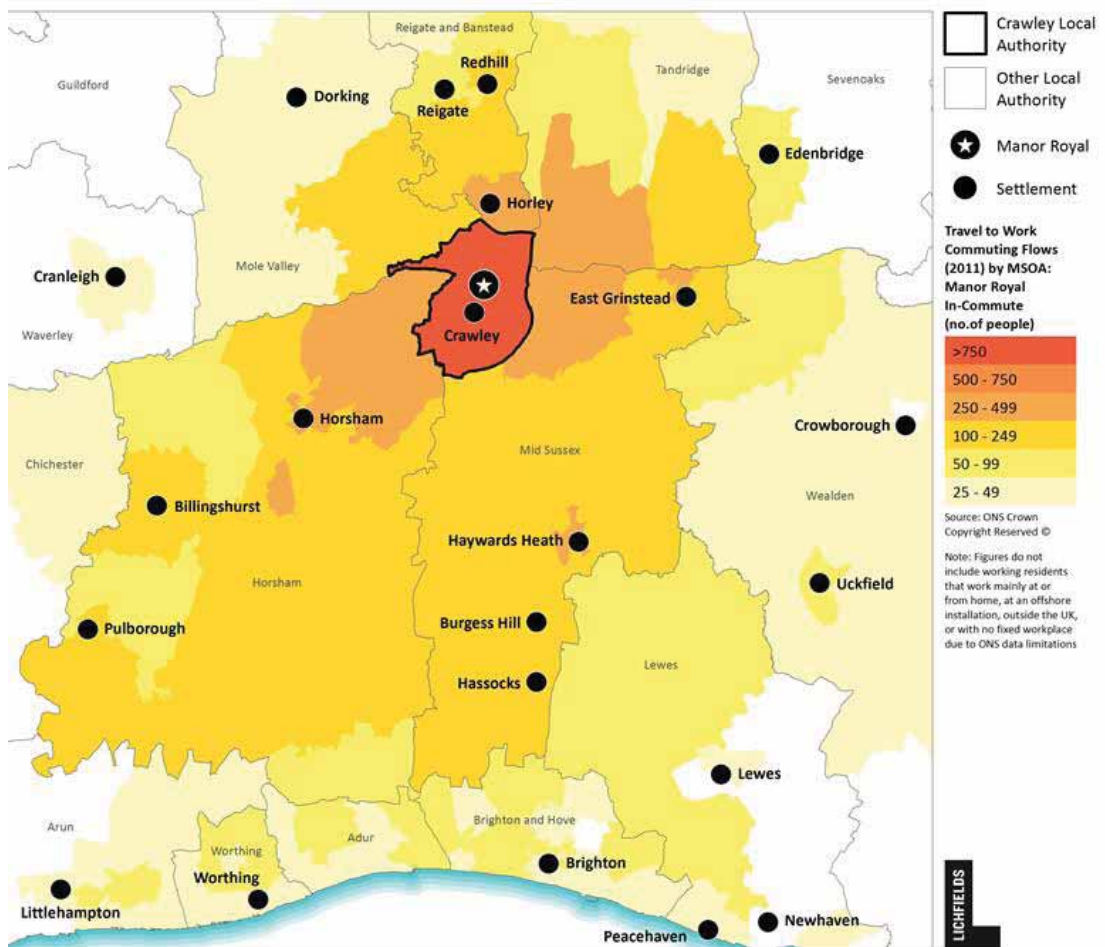 Reigate and Banstead
Guildford
Redhill
Tandridge
Sevenoaks
Dorking
Reigate
Edenbridge
Horley
Mole Valley
Cranleigh
East Grinstead
Waverley
Crawley
Horsham
Crowborough
Mid Sussex
Chichester
Wealden
Billingshurst
Haywards Heath
Horsham
Uckfield
Pulborough
Burgess Hill
Lewes
Hassocks
Lewes
Arun
Adur
Brighton and Hove
Worthing
Brighton
Worthing
Littlehampton
Newhaven
Peacehaven
Crawley Local
Authority
Other Local
Authority
Manor Royal
Settlement
Travel to Work
Commuting Flows
(2011) by MSOA:
Manor Royal
In-Commute
(no.of people)
>750
500 - 750
250 - 499
100 - 249
50 - 99
25 - 49
Source: ONS Crown
Copyright Reserved ©
Note: Figures do not
include working residents
that work mainly at or
from home, at an offshore
installation, outside the UK,
or with no fixed workplace
due to ONS data limitations
LICHFIELDS